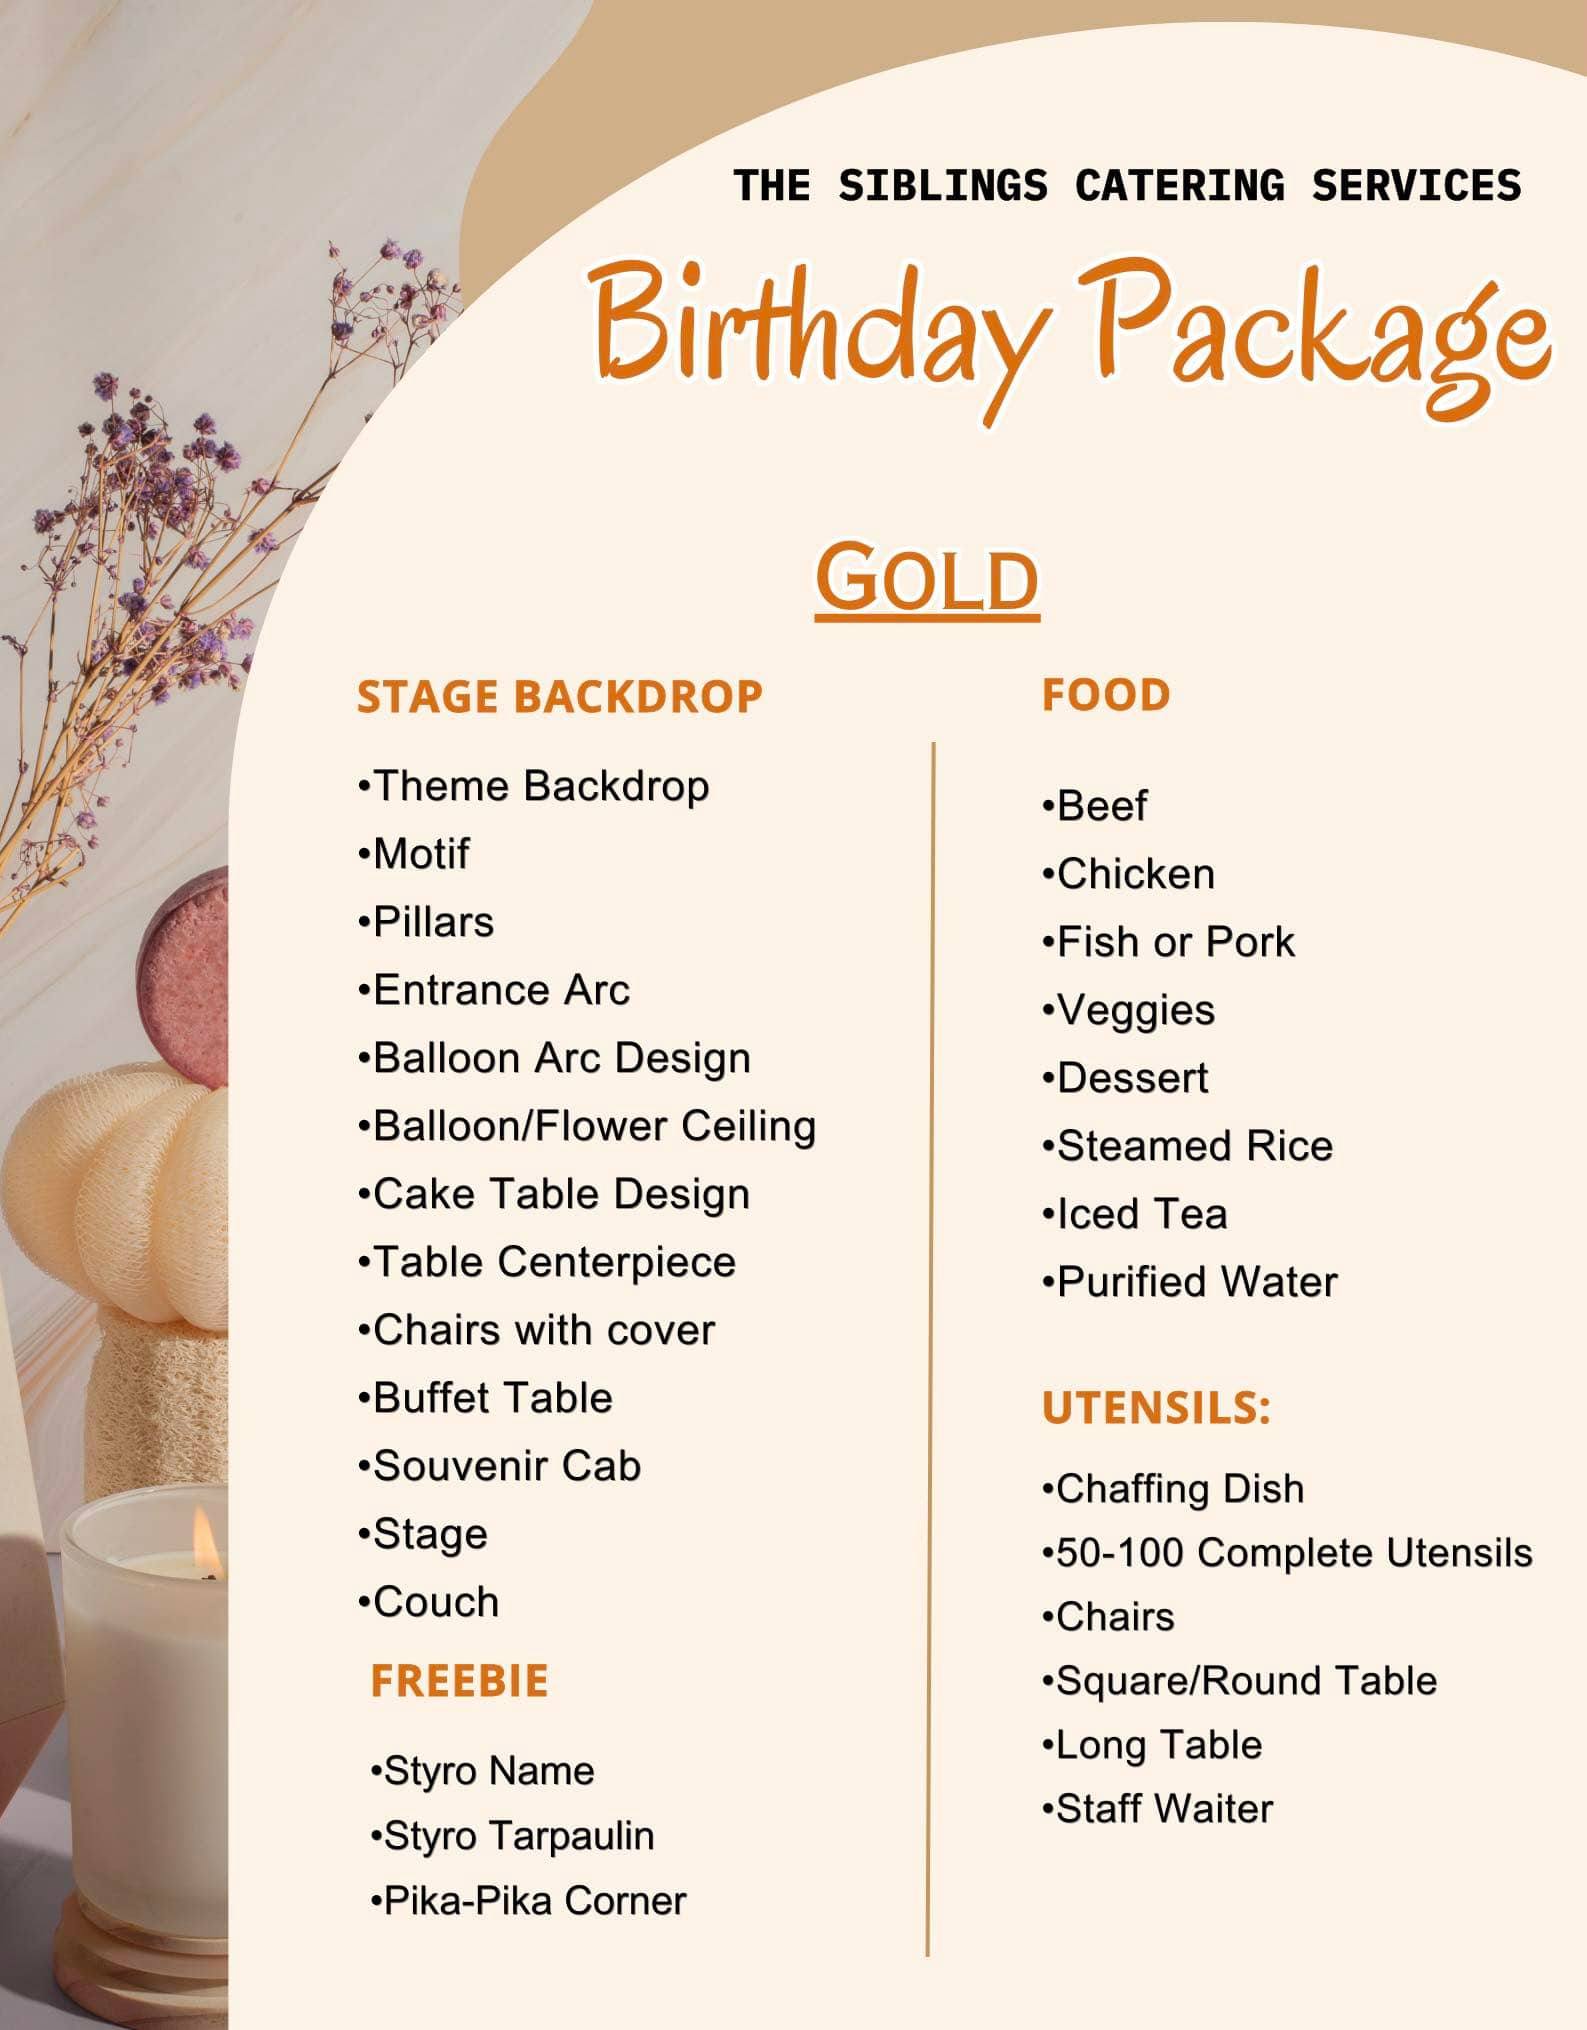 THE SIBLINGS CATERING SERVICES
Birthday Package
GOLD
STAGE BACKDROP
•Theme Backdrop
•Motif
•Pillars
•Entrance Arc
•Balloon Arc Design
•Balloon/Flower Ceiling
•Cake Table Design
•Table Centerpiece
•Chairs with cover
•Buffet Table
•Souvenir Cab
•Stage
•Couch
FREEBIE
•Styro Name
•Styro Tarpaulin
•Pika-Pika Corner
FOOD
•Beef
•Chicken
•Fish or Pork
•Veggies
•Dessert
•Steamed Rice
•Iced Tea
•Purified Water
UTENSILS:
•Chaffing Dish
•50-100 Complete Utensils
•Chairs
•Square/Round Table
•Long Table
•Staff Waiter